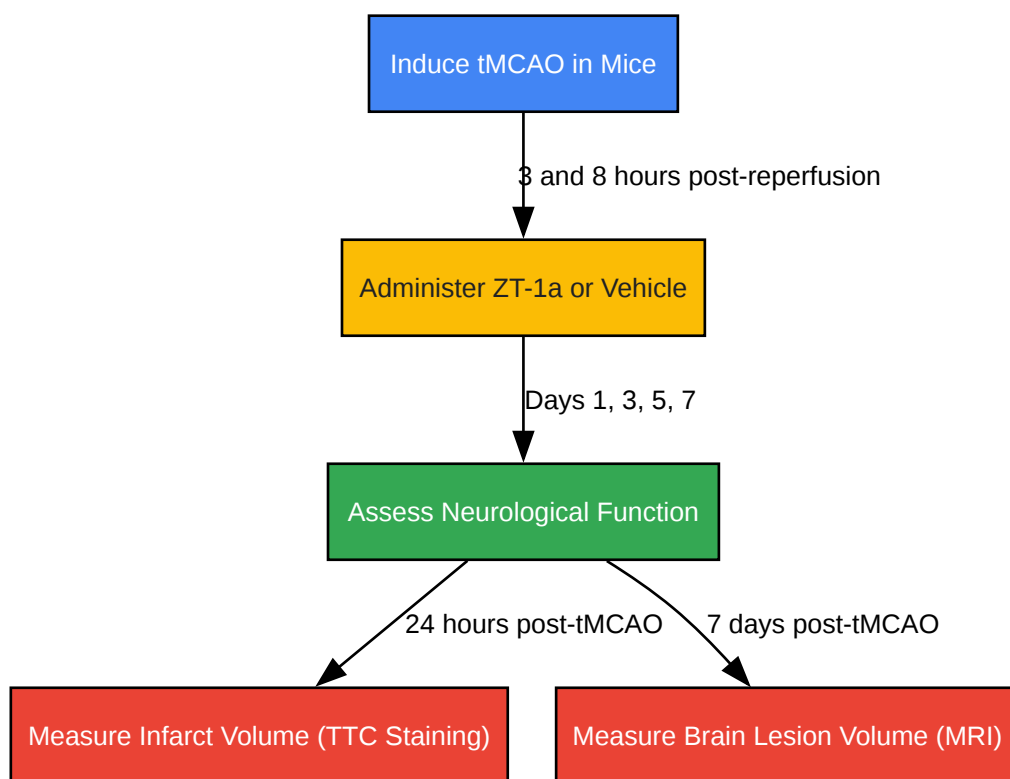 Induce tMCAO in Mice
3 and 8 hours post-reperfusion
Administer ZT-1a or Vehicle
Days 1, 3, 5, 7
Assess Neurological Function
24 hours post-tMCAO
7 days post-tMCAO
Measure Infarct Volume (TTC Staining)
Measure Brain Lesion Volume (MRI)